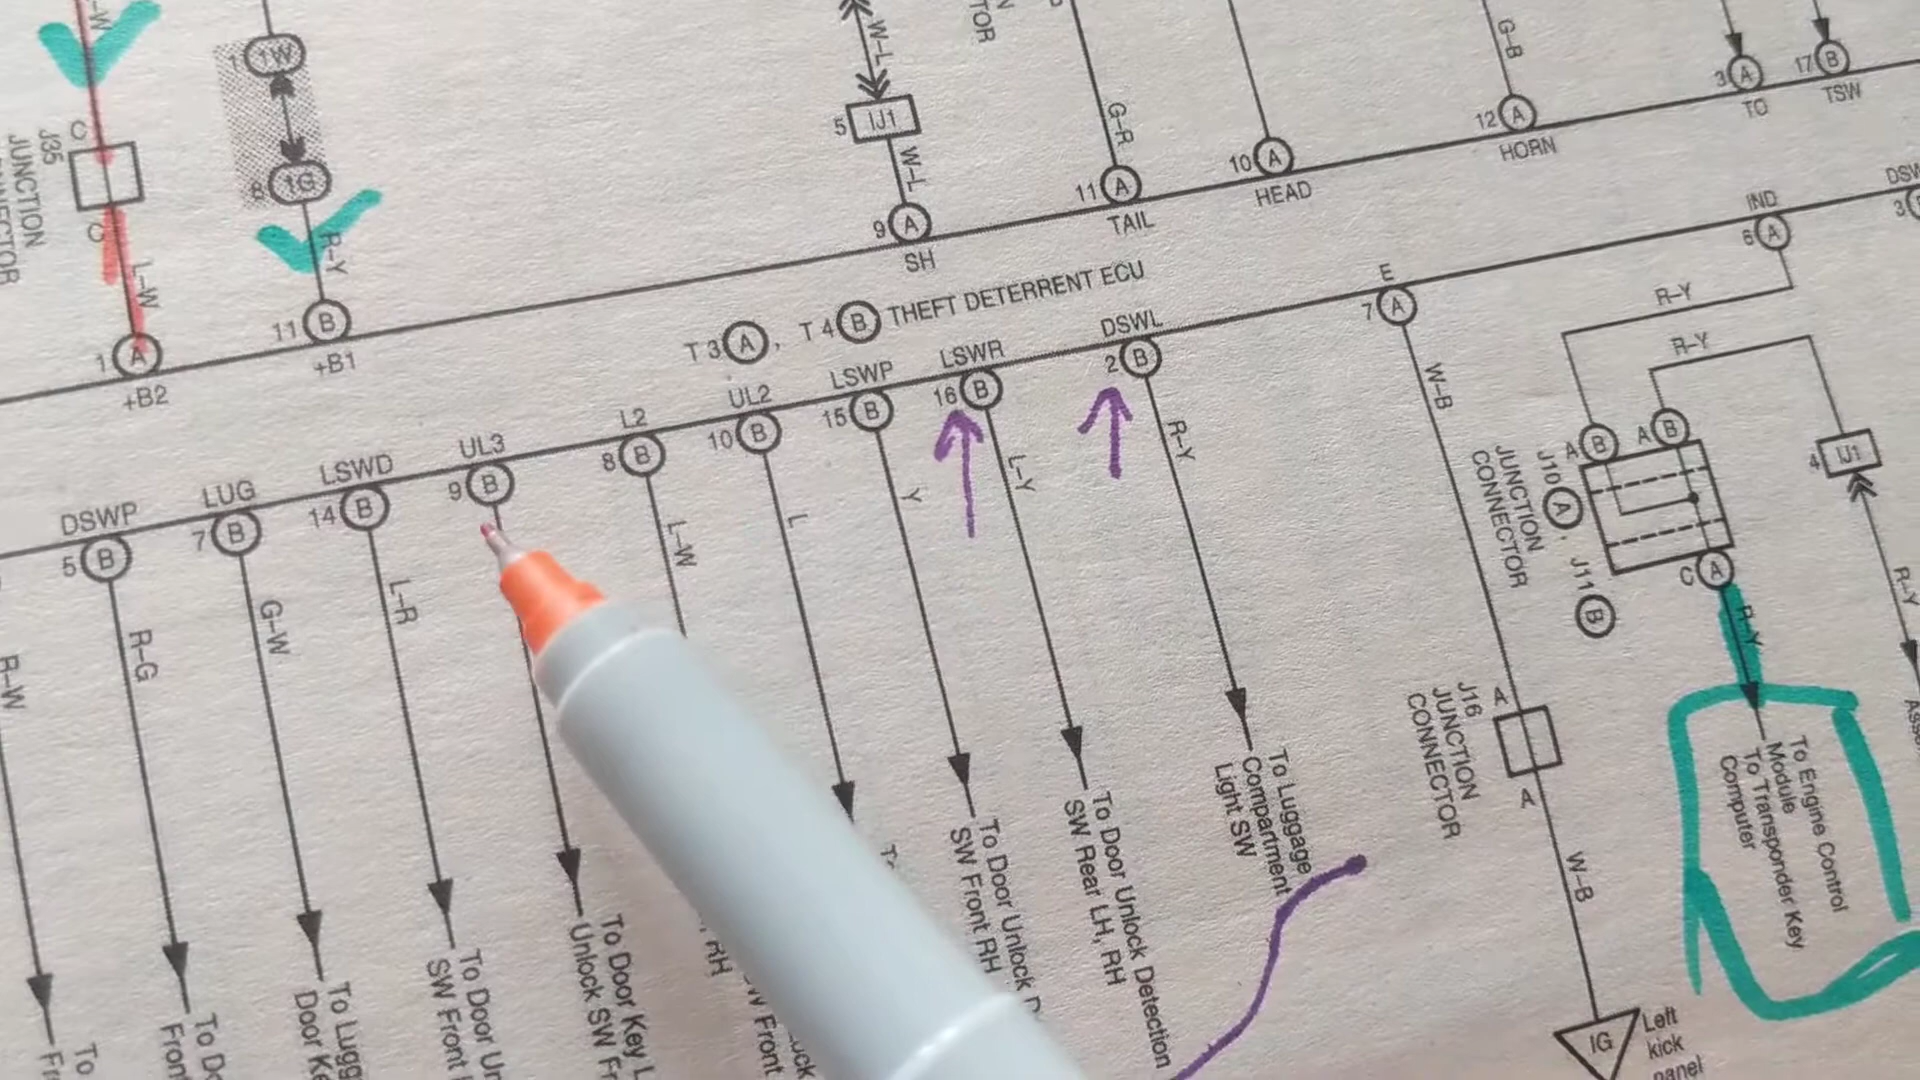 –W
C
J35
JUNCTION
C
L–W
1 A
+B2
1W
8 1G
R–Y
11 B
+B1
W–L
5 IJ1
W–L
9 A
SH
G–R
11 A
TAIL
10 A
HEAD
G–B
12 A
HORN
3 A
TO
17 B
TSW
T 3 A , T 4 B THEFT DETERRENT ECU
DSWP
5 B
R–G
R–W
LUG
7 B
G–W
LSWD
14 B
L–R
UL3
9 B
L2
8 B
L–W
UL2
10 B
L
LSWP
15 B
Y
LSWR
16 B
L–Y
DSWL
2 B
R–Y
E
7 A
W–B
IND
6 A
R–Y
R–Y
A B
A B
J10 A , J11 B
JUNCTION
CONNECTOR
C A
R–Y
4 IJ1
R–Y
J16
JUNCTION
CONNECTOR
A
A
W–B
IG
Left
kick
panel
To Engine Control
Module
To Transponder Key
Computer
To Luggage
Compartment
Light SW
To Door Unlock Detection
SW Rear LH, RH
To Door Unlock
SW Front RH
RH
Front
To Door Key
Unlock SW
To Door
SW Front
To
Door
To
Front
To